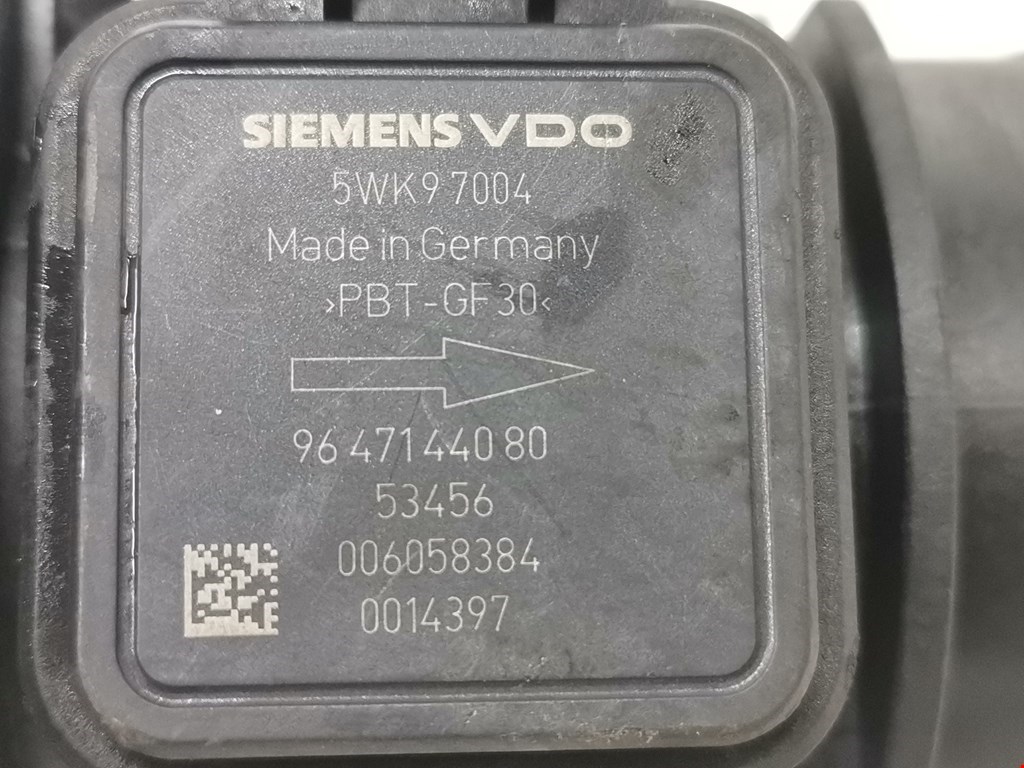 SIEMENS VDO
5WK9 7004
Made in Germany
>PBT-GF30<
96 471 440 80
53456
006058384
0014397